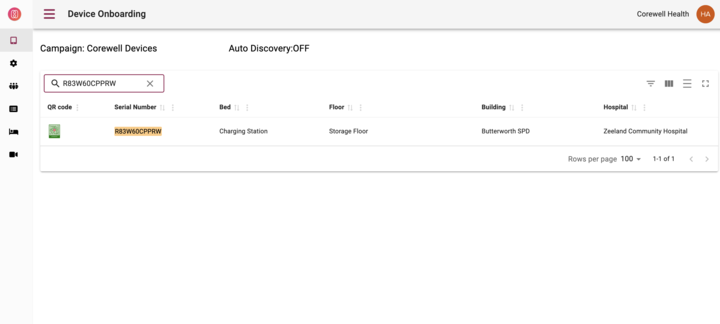 Device Onboarding
Corewell Health
HA
Campaign: Corewell Devices
Auto Discovery:OFF
R83W60CPPRW
QR code Serial Number Bed Floor Building Hospital
R83W60CPPRW Charging Station Storage Floor Butterworth SPD Zeeland Community Hospital
Rows per page 100 1-1 of 1